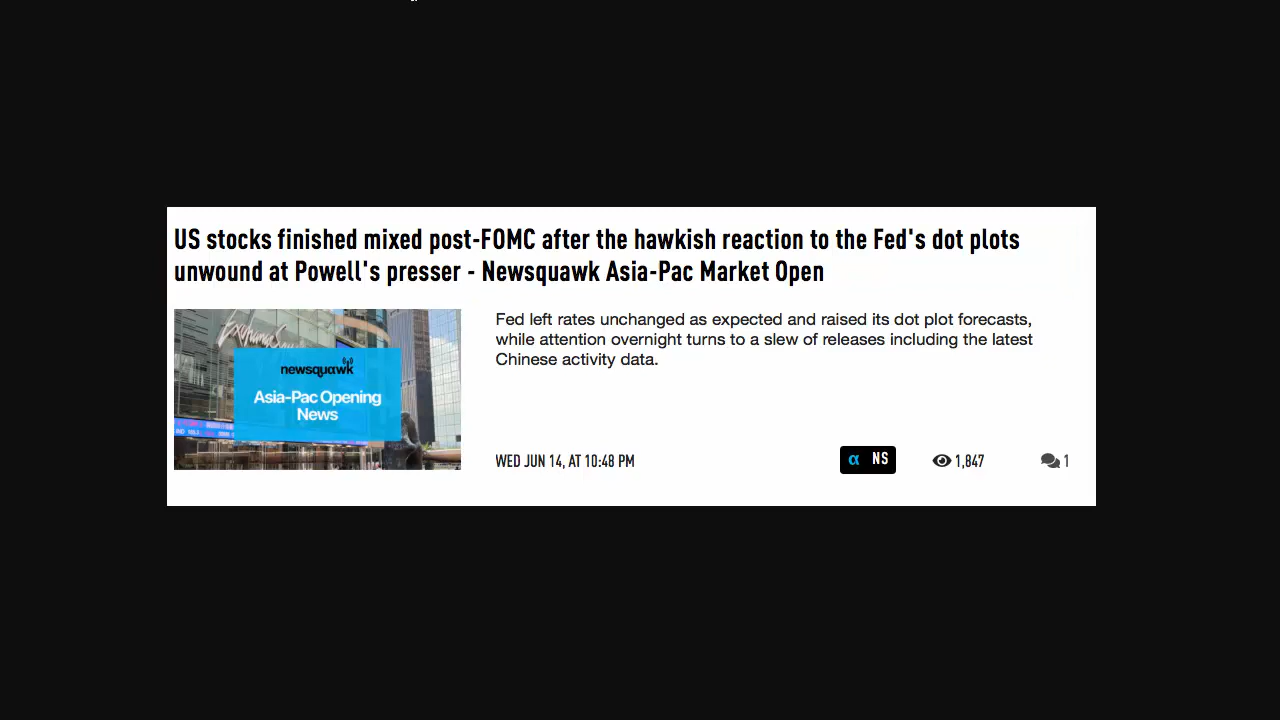 US stocks finished mixed post-FOMC after the hawkish reaction to the Fed's dot plots
unwound at Powell's presser - Newsquawk Asia-Pac Market Open
Fed left rates unchanged as expected and raised its dot plot forecasts,
while attention overnight turns to a slew of releases including the latest
Chinese activity data.
newsquawk
Asia-Pac Opening
News
WED JUN 14, AT 10:48 PM
α NS
1,847
1